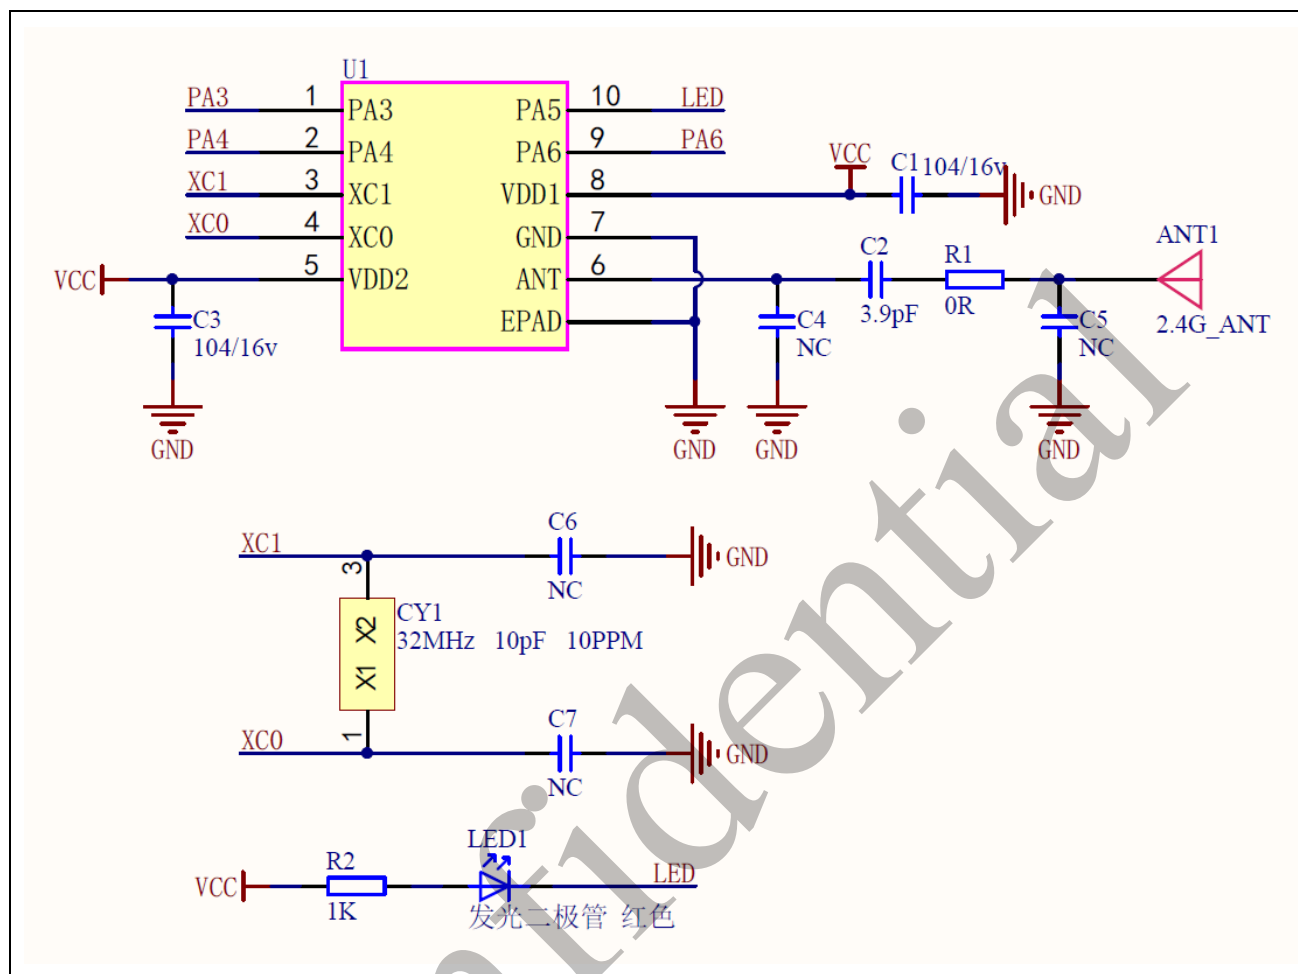 U1
PA3 1 PA3 PA5 10 LED
PA4 2 PA4 PA6 9 PA6
XC1 3 XC1 VDD1 8 VCC C1 104/16v GND
XC0 4 XC0 GND 7
VCC 5 VDD2 ANT 6 C2 3.9pF R1 0R ANT1 2.4G_ANT
EPAD
C3
104/16v
C4
NC
C5
NC
GND GND GND GND
XC1 C6 NC GND
3
X2
X1
1
CY1
32MHz 10pF 10PPM
XC0 C7 NC GND
VCC R2 1K LED1 LED
发光二极管 红色